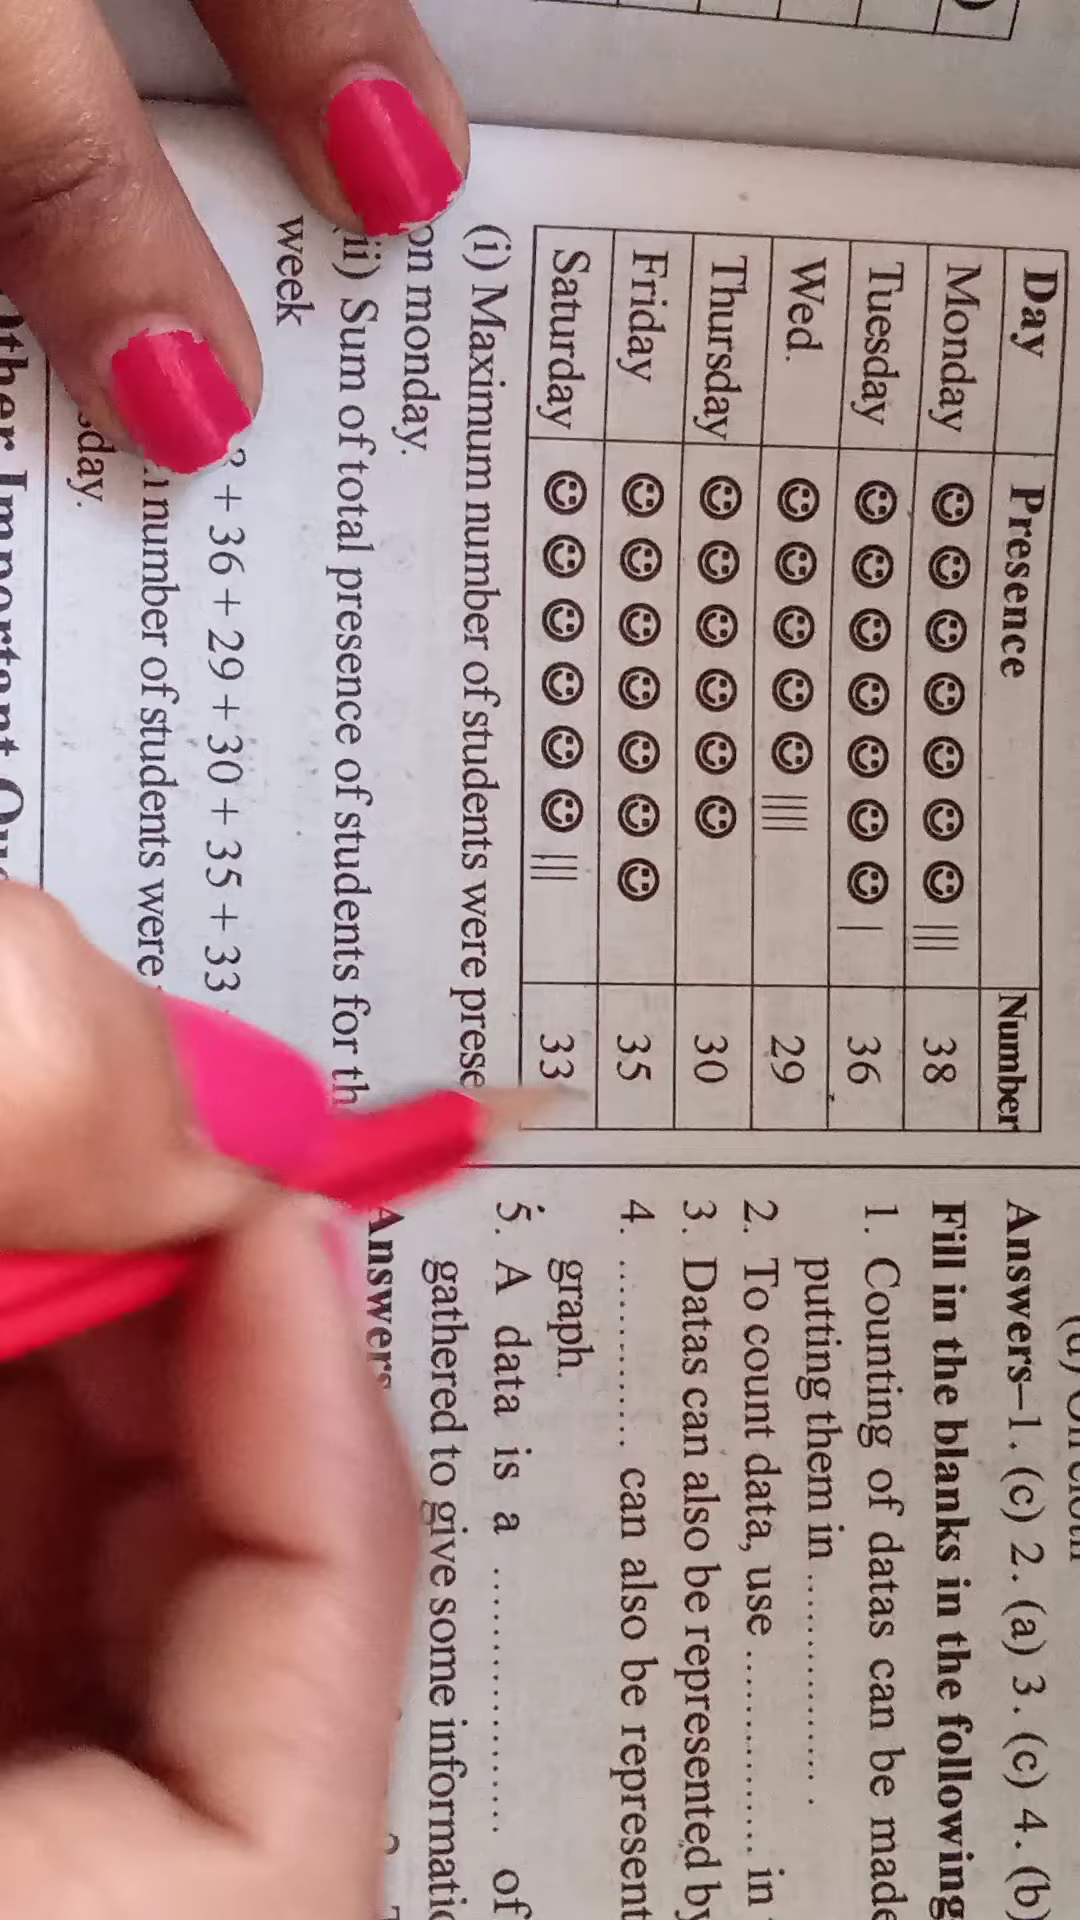 Day Presence Number
Monday ||| 38
Tuesday | 36
Wed. |||| 29
Thursday 30
Friday 35
Saturday ||| 33
(i) Maximum number of students were prese
on monday.
ii) Sum of total presence of students for th
week
+ 36 + 29 + 30 + 35 + 33
number of students were
Answers–1. (c) 2. (a) 3. (c) 4. (b)
Fill in the blanks in the following
1. Counting of datas can be made
putting them in ..............
2. To count data, use .............. in
3. Datas can also be represented by
4. .............. can also be represent
graph.
5. A data is a .................. of
gathered to give some informatio
Answers